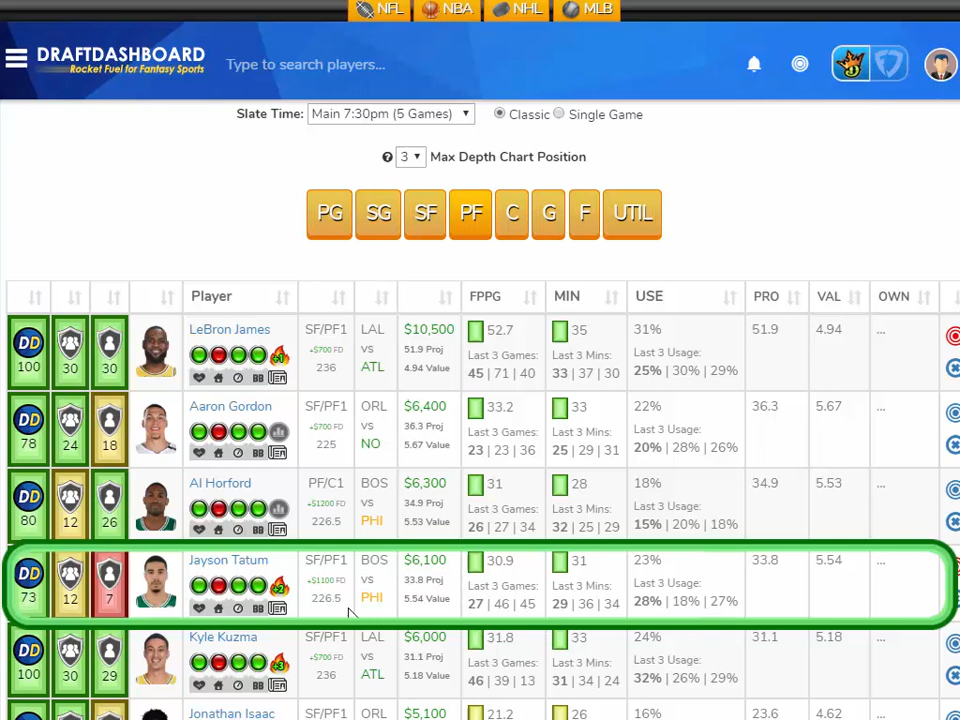 NFL NBA NHL MLB
DRAFTDASHBOARD
Rocket Fuel for Fantasy Sports
Type to search players...
Slate Time: Main 7:30pm (5 Games) Classic Single Game
3 Max Depth Chart Position
PG SG SF PF C G F UTIL
Player FPPG MIN USE PRO VAL OWN
DD 100 30 30 LeBron James SF/PF1 LAL $10,500 52.7 35 31% 51.9 4.94 ...
+1 +$700 FD VS 51.9 Proj Last 3 Games: Last 3 Mins: Last 3 Usage:
BB 236 ATL 4.94 Value 45 | 71 | 40 33 | 37 | 30 25% | 30% | 29%
DD 78 24 18 Aaron Gordon SF/PF1 ORL $6,400 33.2 33 22% 36.3 5.67 ...
+$700 FD VS 36.3 Proj Last 3 Games: Last 3 Mins: Last 3 Usage:
BB 225 NO 5.67 Value 23 | 23 | 36 25 | 29 | 31 20% | 28% | 26%
DD 80 12 26 Al Horford PF/C1 BOS $6,300 31 28 18% 34.9 5.53 ...
+$1200 FD VS 34.9 Proj Last 3 Games: Last 3 Mins: Last 3 Usage:
BB 226.5 PHI 5.53 Value 26 | 27 | 34 32 | 25 | 29 15% | 20% | 18%
DD 73 12 7 Jayson Tatum SF/PF1 BOS $6,100 30.9 31 23% 33.8 5.54 ...
+2 +$1100 FD VS 33.8 Proj Last 3 Games: Last 3 Mins: Last 3 Usage:
BB 226.5 PHI 5.54 Value 27 | 46 | 45 29 | 36 | 34 28% | 18% | 27%
DD 100 30 29 Kyle Kuzma SF/PF1 LAL $6,000 31.8 33 24% 31.1 5.18 ...
+3 +$700 FD VS 31.1 Proj Last 3 Games: Last 3 Mins: Last 3 Usage:
BB 236 ATL 5.18 Value 46 | 39 | 13 31 | 34 | 24 32% | 26% | 29%
Jonathan Isaac SF/PF1 ORL $5,100 21.2 26 16% 23.6 4.62 ...